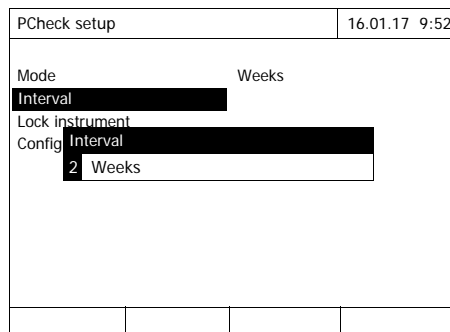 PCheck setup 16.01.17 9:52
Mode Weeks
Interval
Lock instrument
Config
Interval
2 Weeks